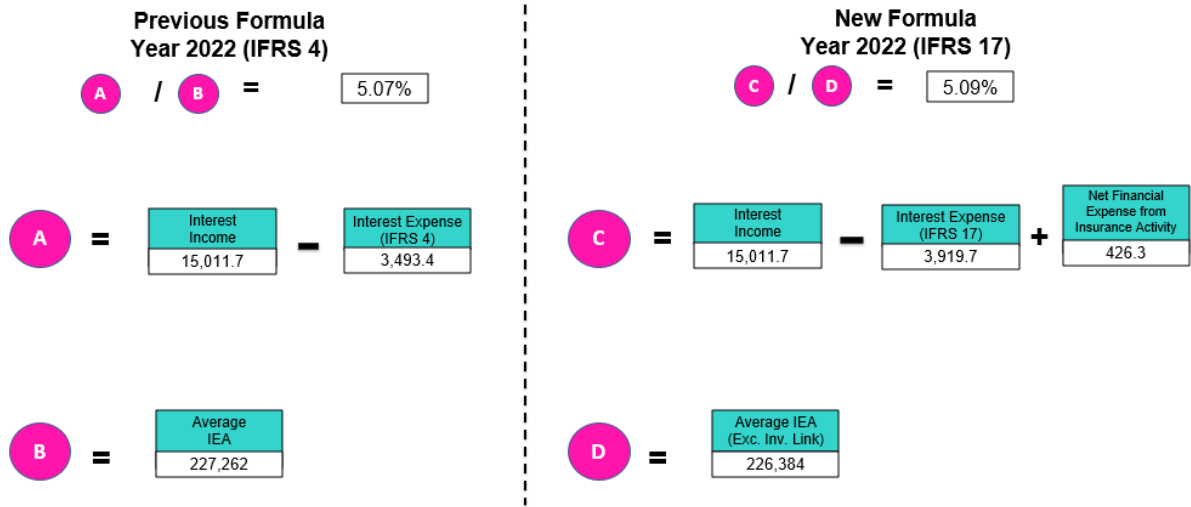 Previous Formula
Year 2022 (IFRS 4)
A / B = 5.07%
A = Interest Income 15,011.7 – Interest Expense (IFRS 4) 3,493.4
B = Average IEA 227,262
New Formula
Year 2022 (IFRS 17)
C / D = 5.09%
C = Interest Income 15,011.7 – Interest Expense (IFRS 17) 3,919.7 + Net Financial Expense from Insurance Activity 426.3
D = Average IEA (Exc. Inv. Link) 226,384